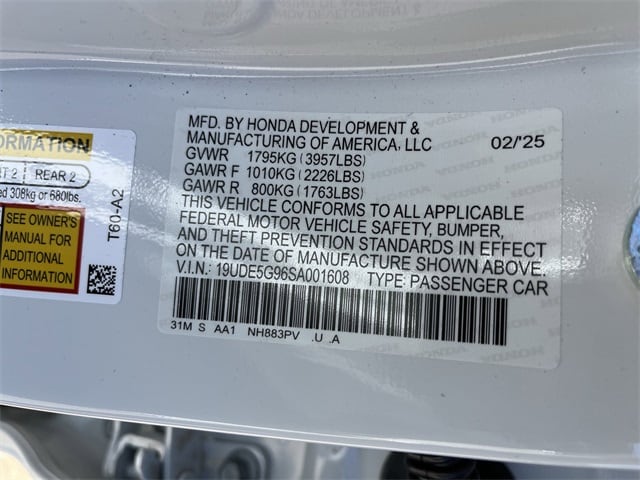 ORMATION
T 2 REAR 2
ed 308kg or 680lbs.
SEE OWNER'S
MANUAL FOR
ADDITIONAL
INFORMATION
T60-A2
MFD. BY HONDA DEVELOPMENT &
MANUFACTURING OF AMERICA, LLC 02/'25
GVWR 1795KG (3957LBS)
GAWR F 1010KG (2226LBS)
GAWR R 800KG (1763LBS)
THIS VEHICLE CONFORMS TO ALL APPLICABLE
FEDERAL MOTOR VEHICLE SAFETY, BUMPER,
AND THEFT PREVENTION STANDARDS IN EFFECT
ON THE DATE OF MANUFACTURE SHOWN ABOVE.
V.I.N. : 19UDE5G96SA001608 TYPE: PASSENGER CAR
31M S AA1 NH883PV .U .A